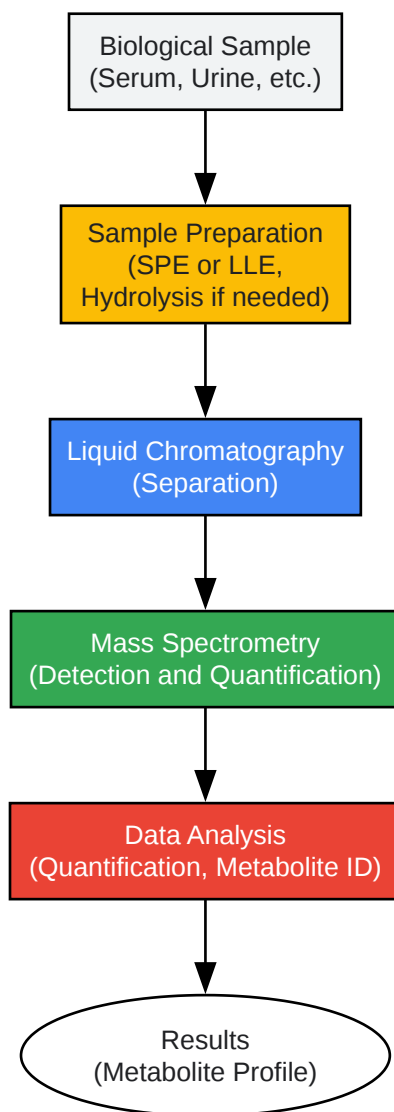 Biological Sample
(Serum, Urine, etc.)
Sample Preparation
(SPE or LLE,
Hydrolysis if needed)
Liquid Chromatography
(Separation)
Mass Spectrometry
(Detection and Quantification)
Data Analysis
(Quantification, Metabolite ID)
Results
(Metabolite Profile)